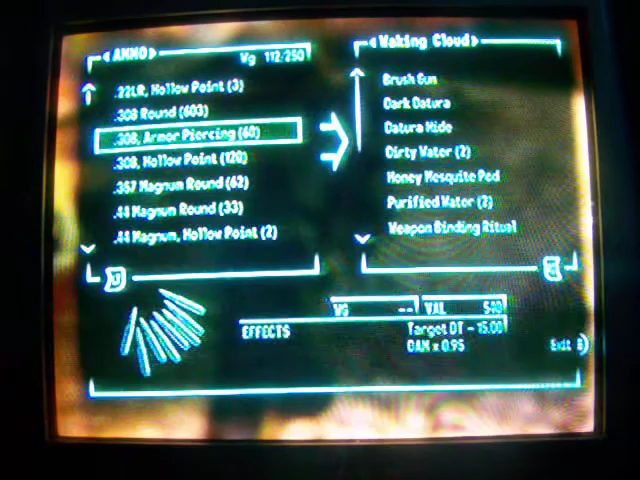 AMMO
Wg 112/250
.22LR, Hollow Point (3)
.308 Round (603)
.308, Armor Piercing (60)
.308, Hollow Point (120)
.357 Magnum Round (62)
.44 Magnum Round (33)
.44 Magnum, Hollow Point (2)
Waking Cloud
Brush Gun
Dark Datura
Datura Hide
Dirty Water (2)
Honey Mesquite Pod
Purified Water (2)
Weapon Binding Ritual
WG --
VAL 540
EFFECTS
Target DT - 15.00
DAM x 0.95
Exit B)